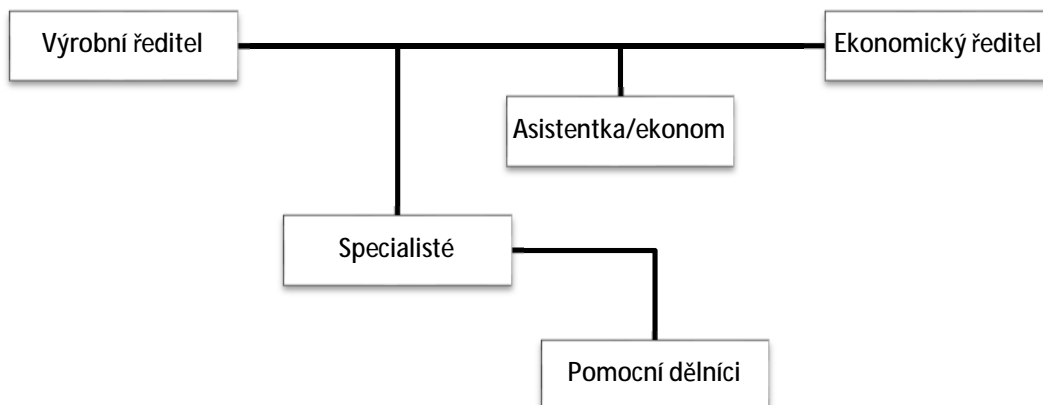 Výrobní ředitel
Ekonomický ředitel
Asistentka/ekonom
Specialisté
Pomocní dělníci